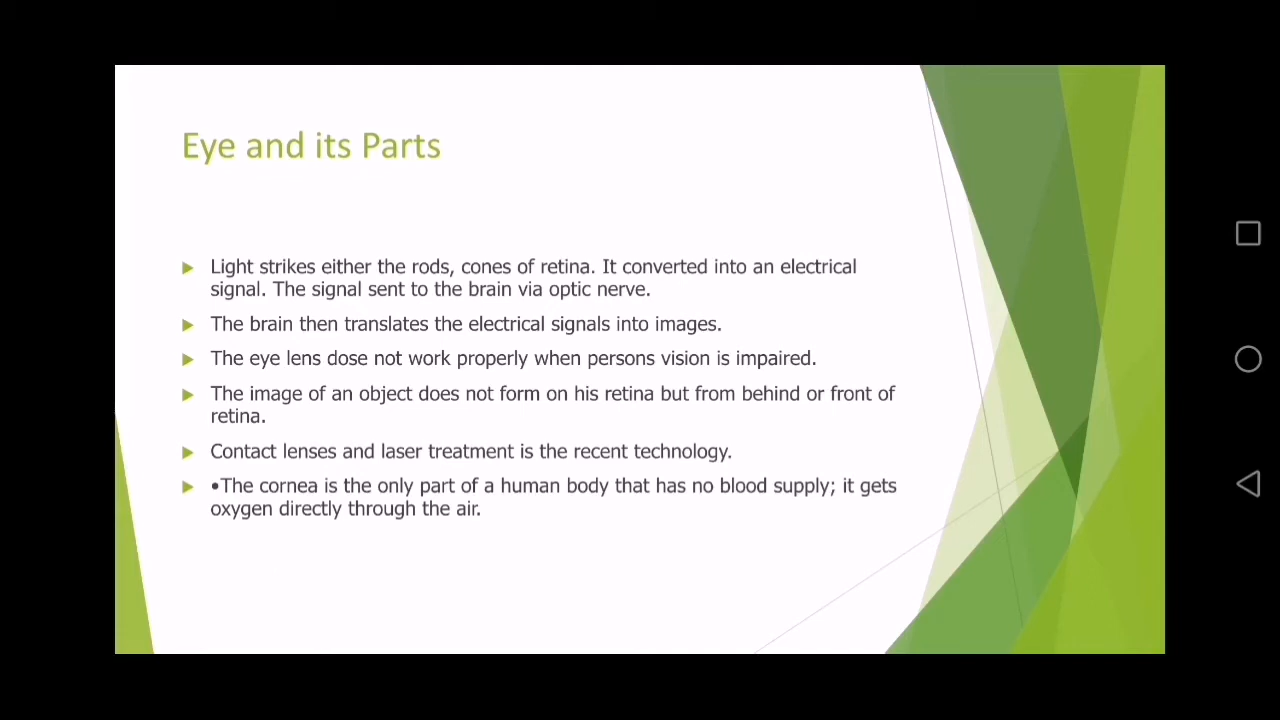 Eye and its Parts
Light strikes either the rods, cones of retina. It converted into an electrical
signal. The signal sent to the brain via optic nerve.
The brain then translates the electrical signals into images.
The eye lens dose not work properly when persons vision is impaired.
The image of an object does not form on his retina but from behind or front of
retina.
Contact lenses and laser treatment is the recent technology.
•The cornea is the only part of a human body that has no blood supply; it gets
oxygen directly through the air.